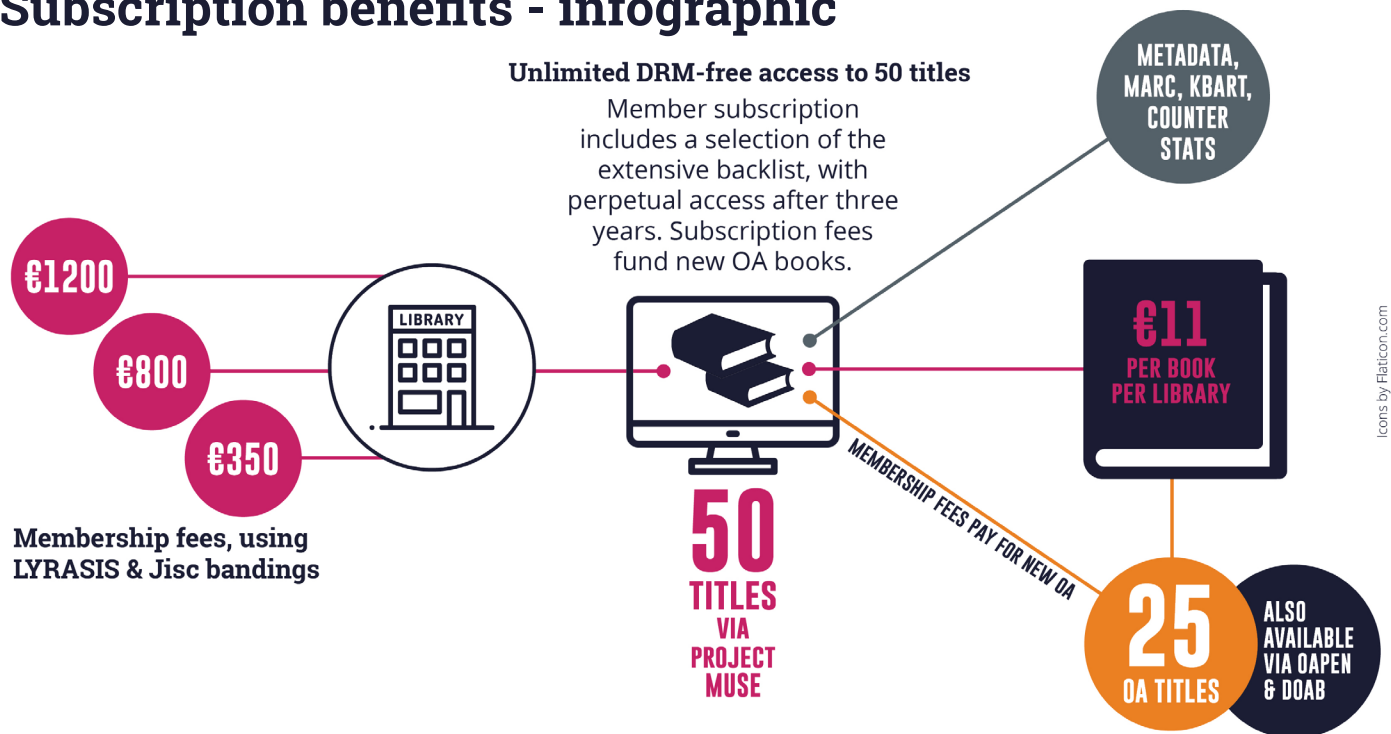 Subscription benefits - infographic
Unlimited DRM-free access to 50 titles
Member subscription
includes a selection of the
extensive backlist, with
perpetual access after three
years. Subscription fees
fund new OA books.
METADATA,
MARC, KBART,
COUNTER
STATS
€1200
€800
€350
Membership fees, using
LYRASIS & Jisc bandings
LIBRARY
50
TITLES
VIA
PROJECT
MUSE
€11
PER BOOK
PER LIBRARY
MEMBERSHIP FEES PAY FOR NEW OA
25
OA TITLES
ALSO
AVAILABLE
VIA OAPEN
& DOAB
Icons by Flaticon.com